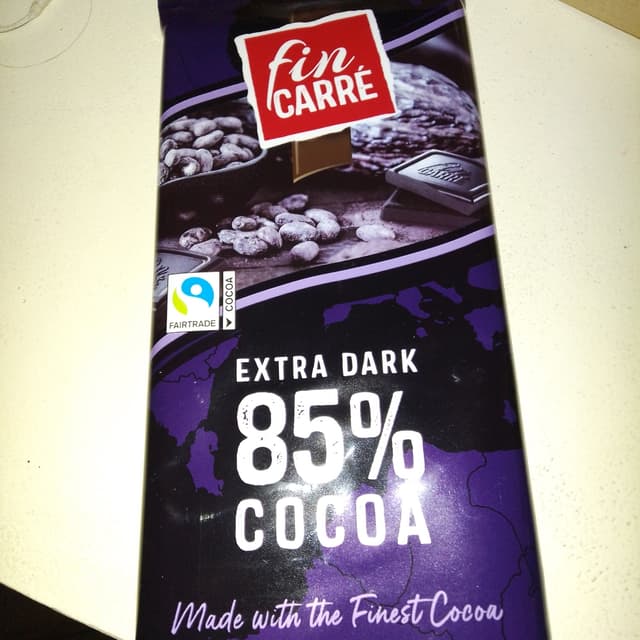 fin
CARRÉ
FAIRTRADE
COCOA
EXTRA DARK
85%
COCOA
Made with the Finest Cocoa